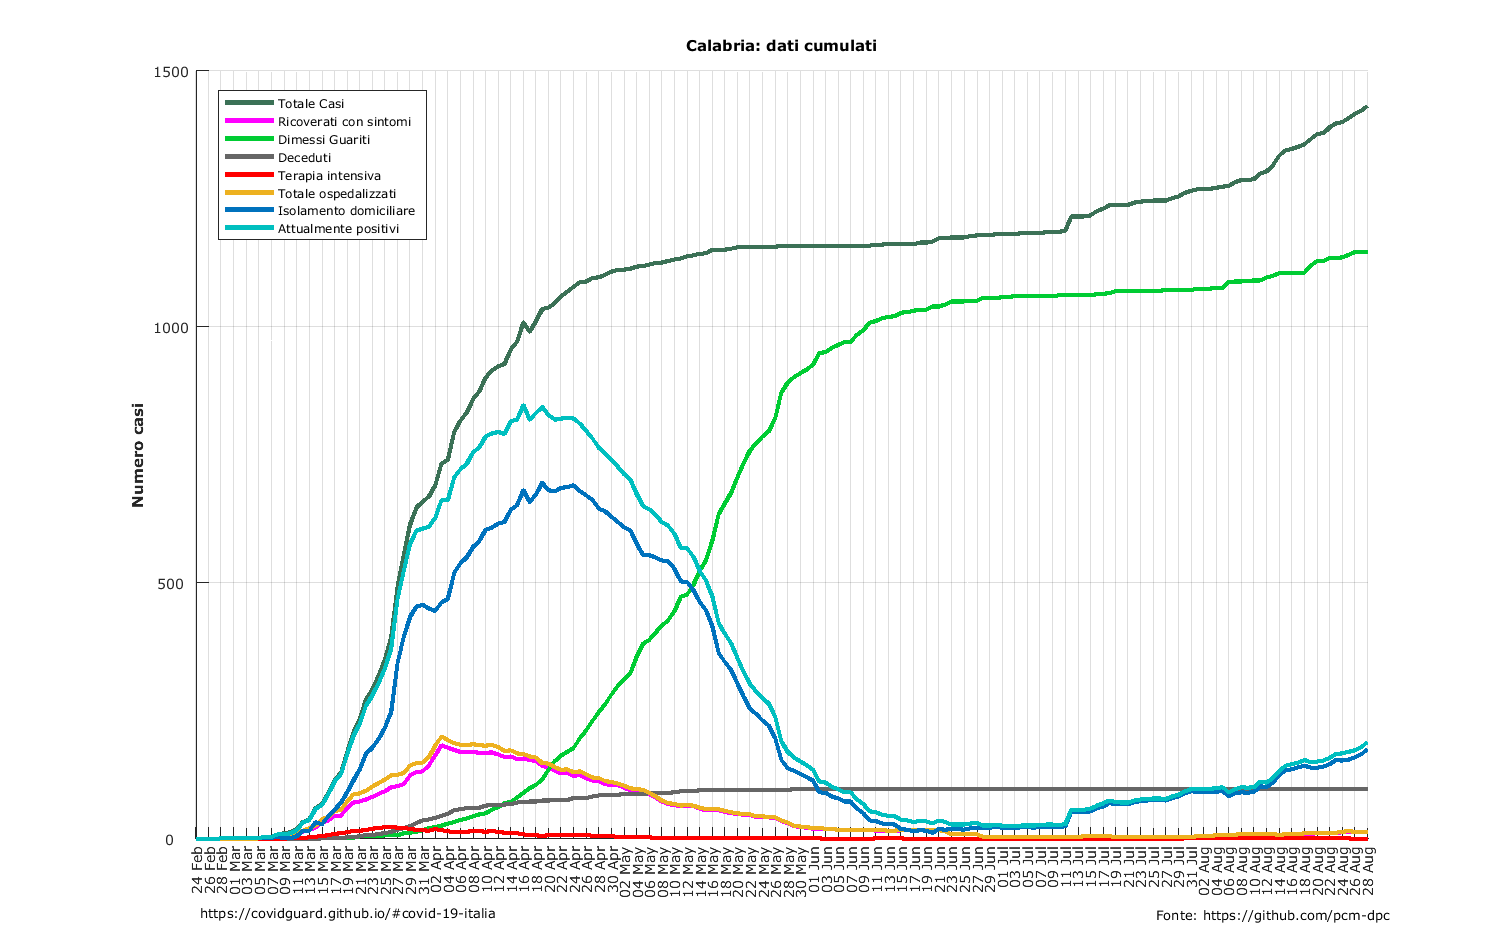 Calabria: dati cumulati
1500
1000
500
0
Numero casi
Totale Casi
Ricoverati con sintomi
Dimessi Guariti
Deceduti
Terapia intensiva
Totale ospedalizzati
Isolamento domiciliare
Attualmente positivi
24 Feb
26 Feb
28 Feb
01 Mar
03 Mar
05 Mar
07 Mar
09 Mar
11 Mar
13 Mar
15 Mar
17 Mar
19 Mar
21 Mar
23 Mar
25 Mar
27 Mar
29 Mar
31 Mar
02 Apr
04 Apr
06 Apr
08 Apr
10 Apr
12 Apr
14 Apr
16 Apr
18 Apr
20 Apr
22 Apr
24 Apr
26 Apr
28 Apr
30 Apr
02 May
04 May
06 May
08 May
10 May
12 May
14 May
16 May
18 May
20 May
22 May
24 May
26 May
28 May
30 May
01 Jun
03 Jun
05 Jun
07 Jun
09 Jun
11 Jun
13 Jun
15 Jun
17 Jun
19 Jun
21 Jun
23 Jun
25 Jun
27 Jun
29 Jun
01 Jul
03 Jul
05 Jul
07 Jul
09 Jul
11 Jul
13 Jul
15 Jul
17 Jul
19 Jul
21 Jul
23 Jul
25 Jul
27 Jul
29 Jul
31 Jul
02 Aug
04 Aug
06 Aug
08 Aug
10 Aug
12 Aug
14 Aug
16 Aug
18 Aug
20 Aug
22 Aug
24 Aug
26 Aug
28 Aug
https://covidguard.github.io/#covid-19-italia
Fonte: https://github.com/pcm-dpc